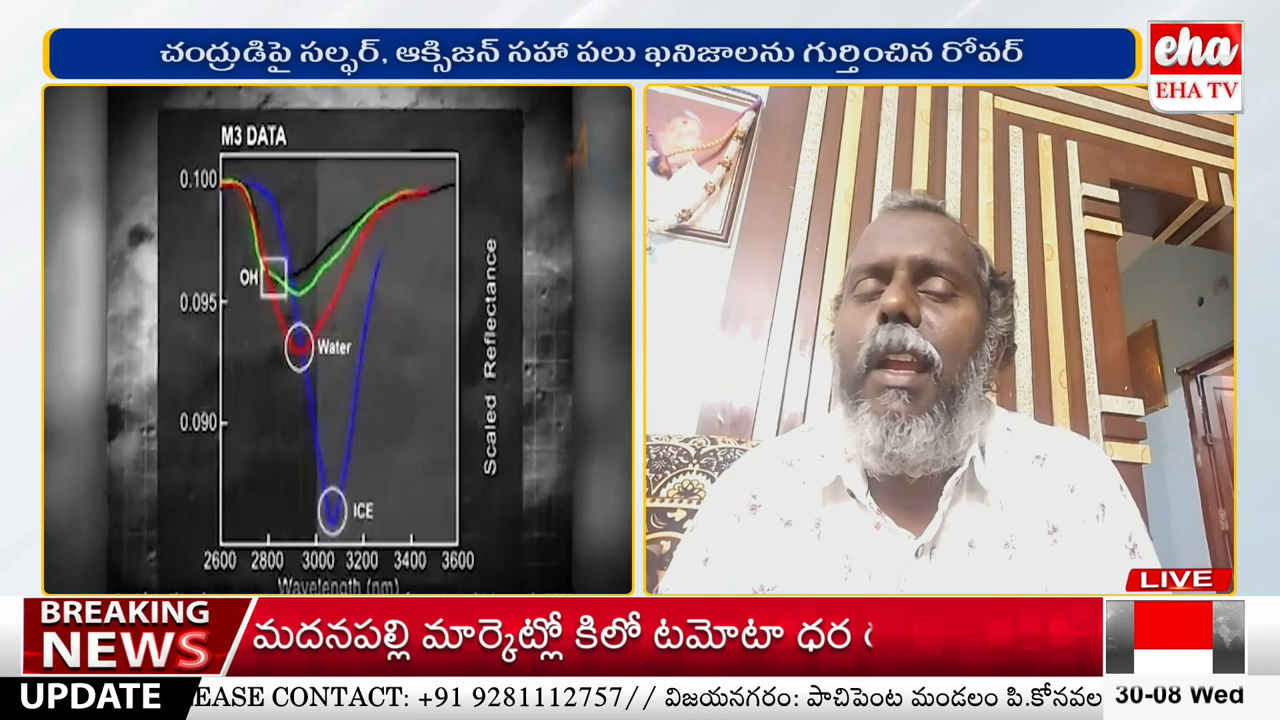 చంద్రుడిపై సల్ఫర్, ఆక్సిజన్ సహా పలు ఖనిజాలను గుర్తించిన రోవర్
eha
EHA TV
M3 DATA
0.100
0.095
0.090
OH
Water
ICE
Scaled Reflectance
2600 2800 3000 3200 3400 3600
Wavelength (nm)
LIVE
BREAKING
NEWS
మదనపల్లి మార్కెట్లో కిలో టమోటా ధర
UPDATE
LEASE CONTACT: +91 9281112757// విజయనగరం: పాచిపెంట మండలం పి.కోనవల
30-08 Wed